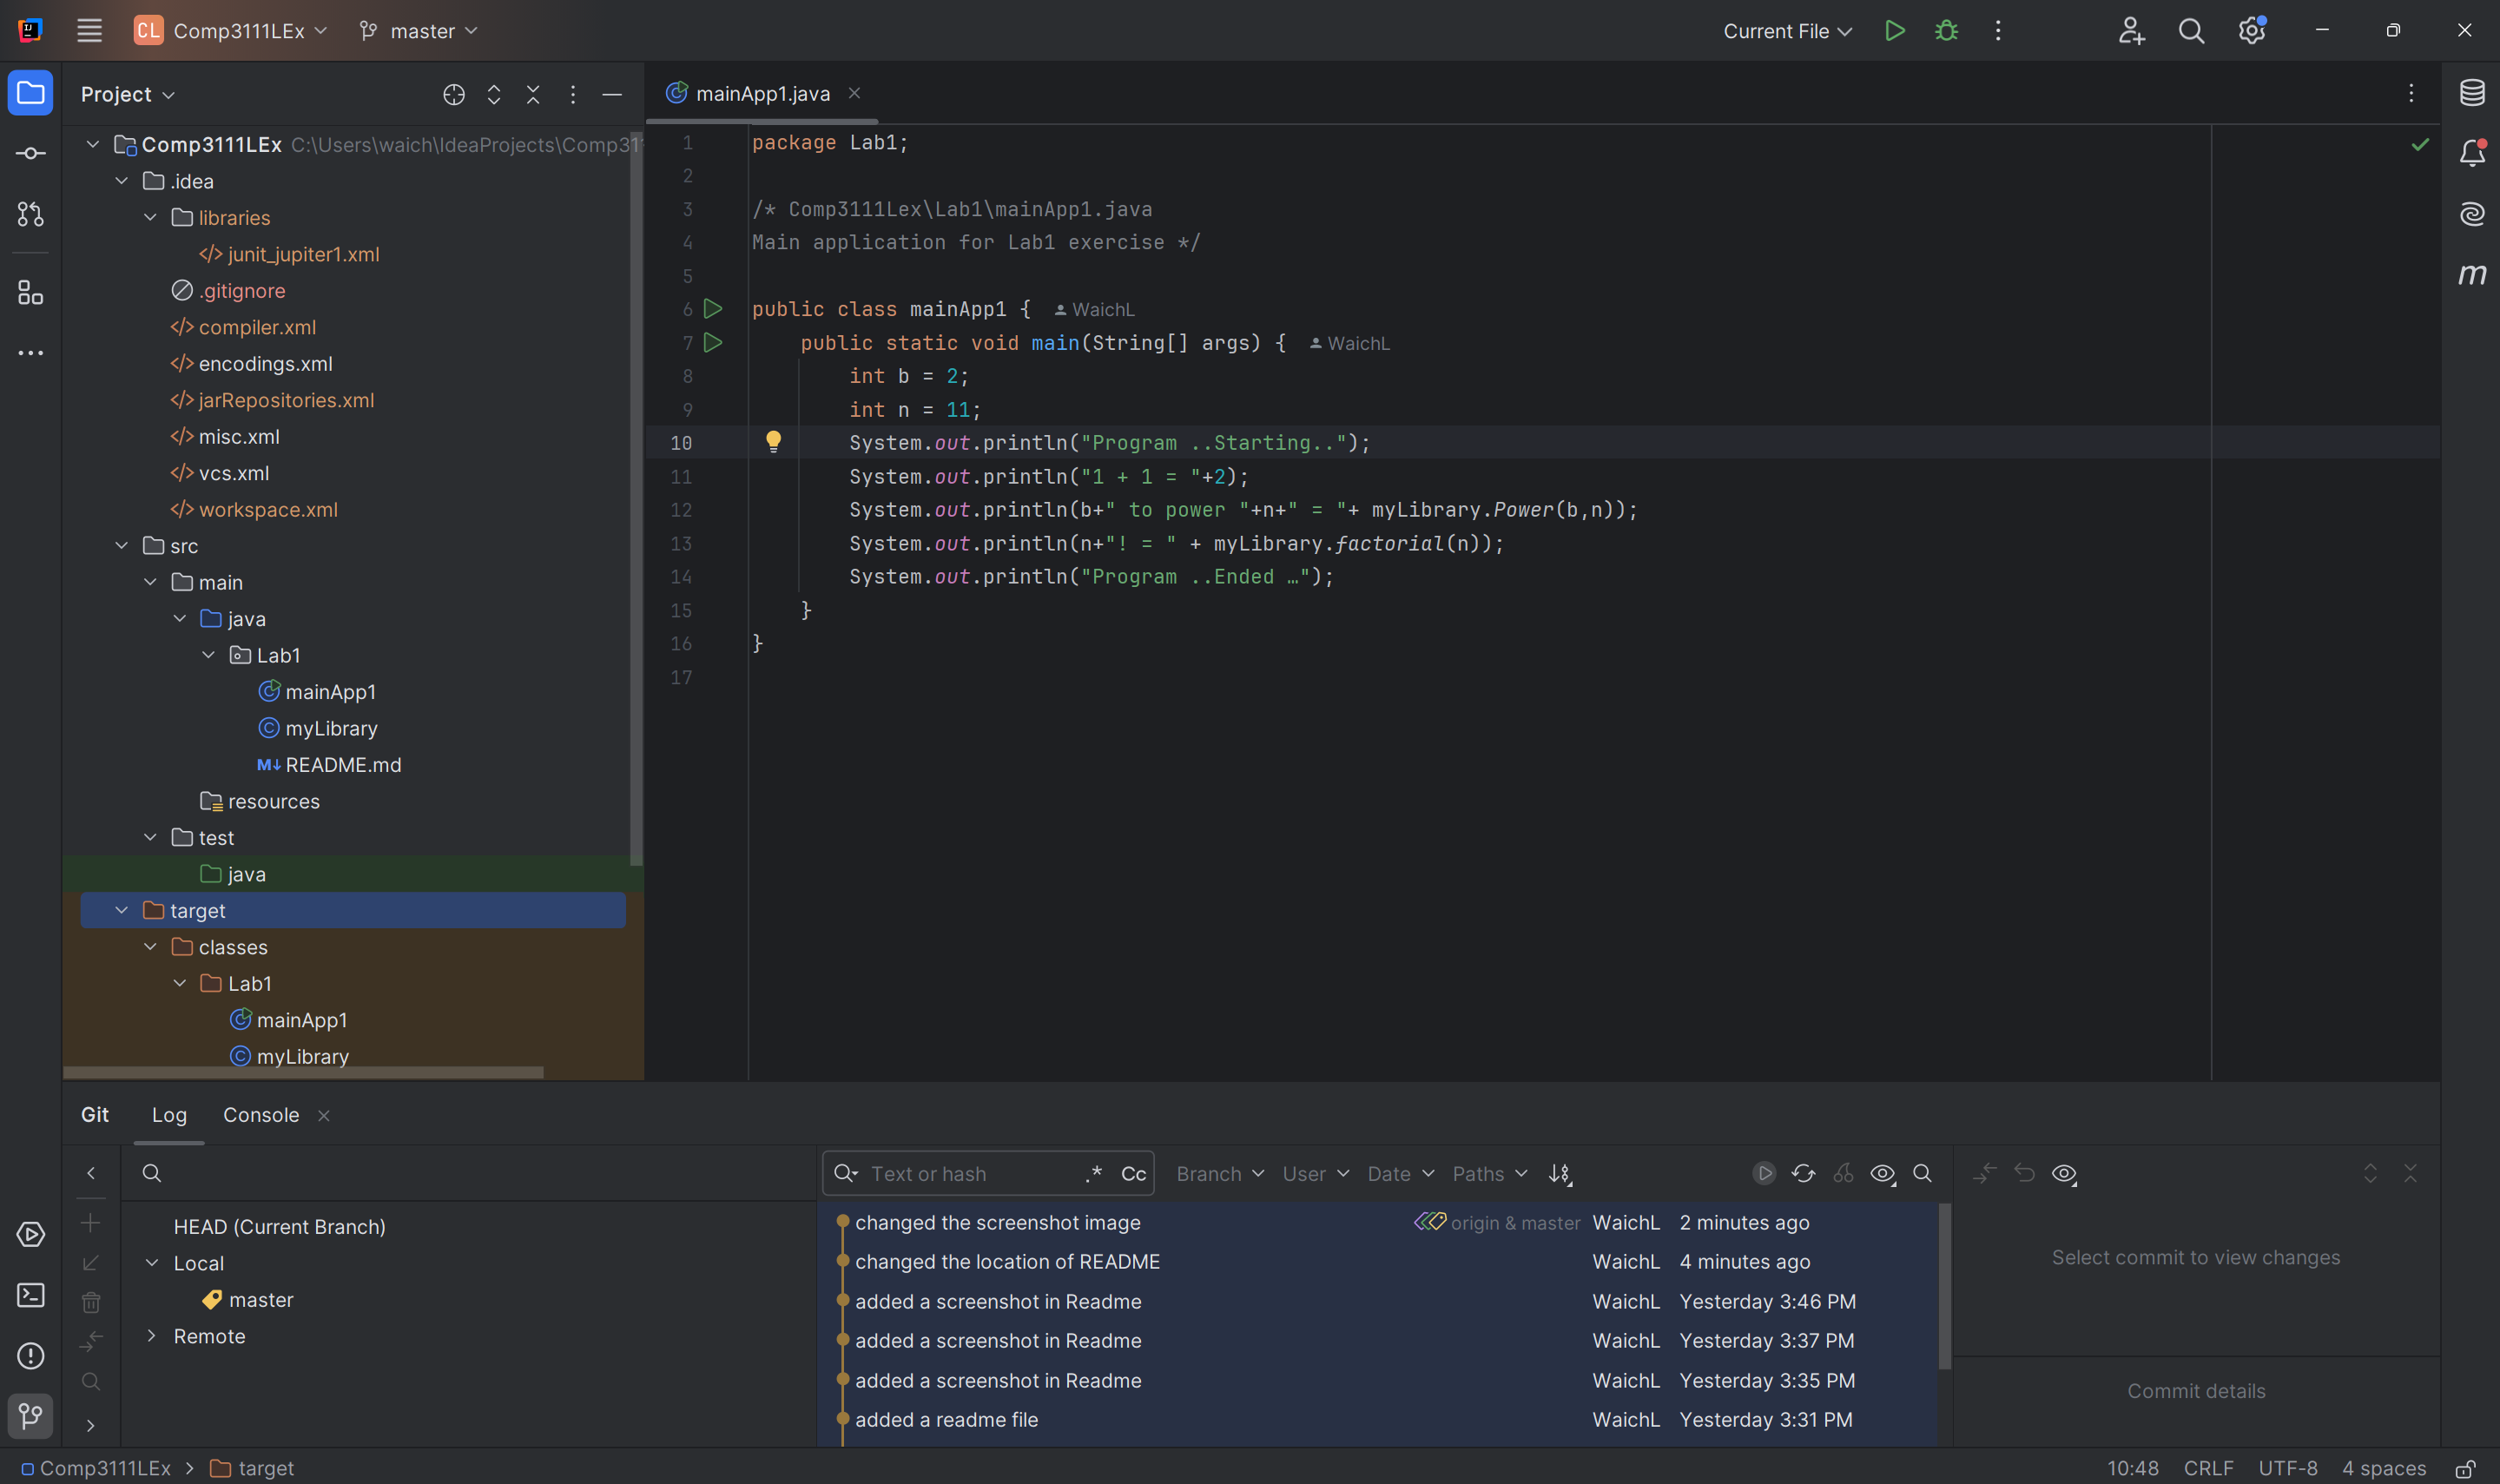 CL Comp3111LEx master Current File
Project
Comp3111LEx C:\Users\waich\IdeaProjects\Comp311
.idea
libraries
junit_jupiter1.xml
.gitignore
compiler.xml
encodings.xml
jarRepositories.xml
misc.xml
vcs.xml
workspace.xml
src
main
java
Lab1
mainApp1
myLibrary
M↓ README.md
resources
test
java
target
classes
Lab1
mainApp1
myLibrary
mainApp1.java
1 package Lab1;
2
3 /* Comp3111Lex\Lab1\mainApp1.java
4 Main application for Lab1 exercise */
5
6 public class mainApp1 { WaichL
7 public static void main(String[] args) { WaichL
8 int b = 2;
9 int n = 11;
10 System.out.println("Program ..Starting..");
11 System.out.println("1 + 1 = "+2);
12 System.out.println(b+" to power "+n+" = "+ myLibrary.Power(b,n));
13 System.out.println(n+"! = " + myLibrary.factorial(n));
14 System.out.println("Program ..Ended …");
15 }
16 }
17
m
Git Log Console
HEAD (Current Branch)
Local
master
Remote
Text or hash .* Cc Branch User Date Paths
changed the screenshot image origin & master WaichL 2 minutes ago
changed the location of README WaichL 4 minutes ago
added a screenshot in Readme WaichL Yesterday 3:46 PM
added a screenshot in Readme WaichL Yesterday 3:37 PM
added a screenshot in Readme WaichL Yesterday 3:35 PM
added a readme file WaichL Yesterday 3:31 PM
Select commit to view changes
Commit details
Comp3111LEx > target 10:48 CRLF UTF-8 4 spaces